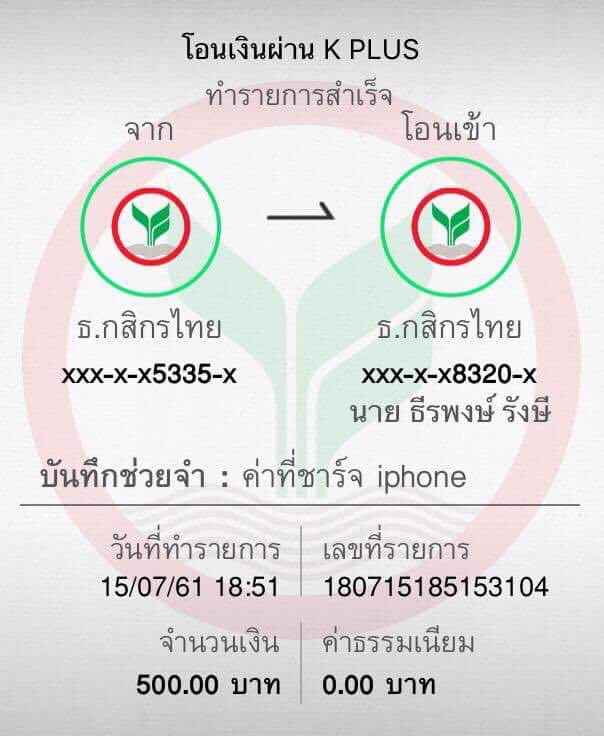 โอนเงินผ่าน K PLUS
ทำรายการสำเร็จ
จาก
โอนเข้า
ธ.กสิกรไทย
xxx-x-x5335-x
ธ.กสิกรไทย
xxx-x-x8320-x
นาย ธีรพงษ์ รังษี
บันทึกช่วยจำ : ค่าที่ชาร์จ iphone
วันที่ทำรายการ
15/07/61 18:51
เลขที่รายการ
180715185153104
จำนวนเงิน
500.00 บาท
ค่าธรรมเนียม
0.00 บาท